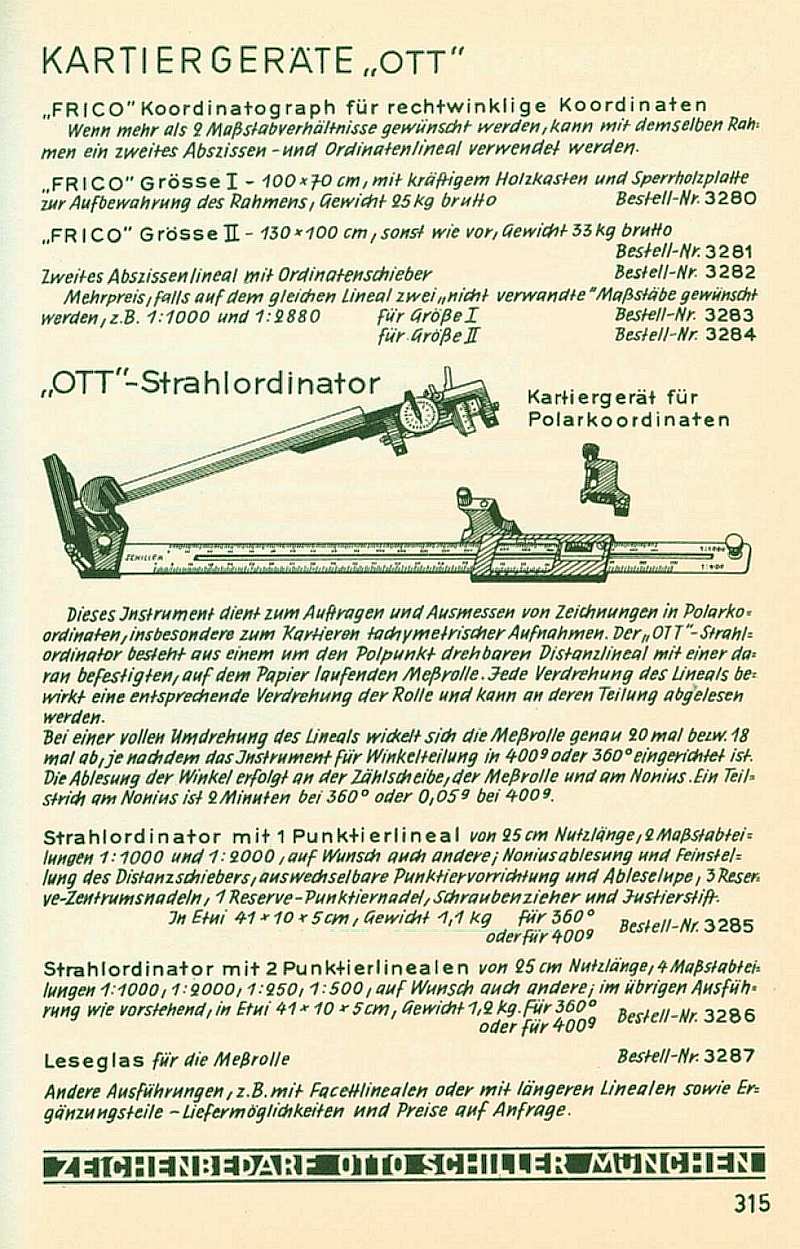 KARTIERGERÄTE „OTT"
„FRICO" Koordinatograph für rechtwinklige Koordinaten
Wenn mehr als 2 Maßstabverhältnisse gewünscht werden, kann mit demselben Rah=
men ein zweites Abszissen- und Ordinatenlineal verwendet werden.
„FRICO" Grösse I - 100×70 cm, mit kräftigem Holzkasten und Sperrholzplatte
zur Aufbewahrung des Rahmens, Gewicht 25 kg brutto Bestell-Nr. 3280
„FRICO" Grösse II - 130×100 cm, sonst wie vor, Gewicht 33 kg brutto
Bestell-Nr. 3281
Zweites Abszissenlineal mit Ordinatenschieber Bestell-Nr. 3282
Mehrpreis, falls auf dem gleichen Lineal zwei „nicht verwandte" Maßstäbe gewünscht
werden, z.B. 1:1000 und 1:2880 für Größe I Bestell-Nr. 3283
für Größe II Bestell-Nr. 3284
„OTT"-Strahlordinator
Kartiergerät für
Polarkoordinaten
SCHILLER
Dieses Instrument dient zum Auftragen und Ausmessen von Zeichnungen in Polarko=
ordinaten, insbesondere zum Kartieren tachymetrischer Aufnahmen. Der „OTT"-Strahl=
ordinator besteht aus einem um den Polpunkt drehbaren Distanzlineal mit einer da=
ran befestigten, auf dem Papier laufenden Meßrolle. Jede Verdrehung des Lineals be=
wirkt eine entsprechende Verdrehung der Rolle und kann an deren Teilung abgelesen
werden.
Bei einer vollen Umdrehung des Lineals wickelt sich die Meßrolle genau 20 mal bezw. 18
mal ab, je nachdem das Instrument für Winkelteilung in 400ᵍ oder 360° eingerichtet ist.
Die Ablesung der Winkel erfolgt an der Zählscheibe, der Meßrolle und am Nonius. Ein Teil=
strich am Nonius ist 2 Minuten bei 360° oder 0,05ᵍ bei 400ᵍ.
Strahlordinator mit 1 Punktierlineal von 25 cm Nutzlänge, 2 Maßstabtei=
lungen 1:1000 und 1:2000, auf Wunsch auch andere; Noniusablesung und Feinstel=
lung des Distanzschiebers, auswechselbare Punktiervorrichtung und Ableselupe, 3 Reser=
ve-Zentrumsnadeln, 1 Reserve-Punktiernadel, Schraubenzieher und Justierstift.
In Etui 41×10×5 cm, Gewicht 1,1 kg für 360°
oder für 400ᵍ Bestell-Nr. 3285
Strahlordinator mit 2 Punktierlinealen von 25 cm Nutzlänge, 4 Maßstabtei=
lungen 1:1000, 1:2000, 1:250, 1:500, auf Wunsch auch andere; im übrigen Ausfüh=
rung wie vorstehend, in Etui 41×10×5 cm, Gewicht 1,2 kg. Für 360°
oder für 400ᵍ Bestell-Nr. 3286
Leseglas für die Meßrolle Bestell-Nr. 3287
Andere Ausführungen, z.B. mit Facettlinealen oder mit längeren Linealen sowie Er=
gänzungsteile - Liefermöglichkeiten und Preise auf Anfrage.
ZEICHENBEDARF OTTO SCHILLER MÜNCHEN
315